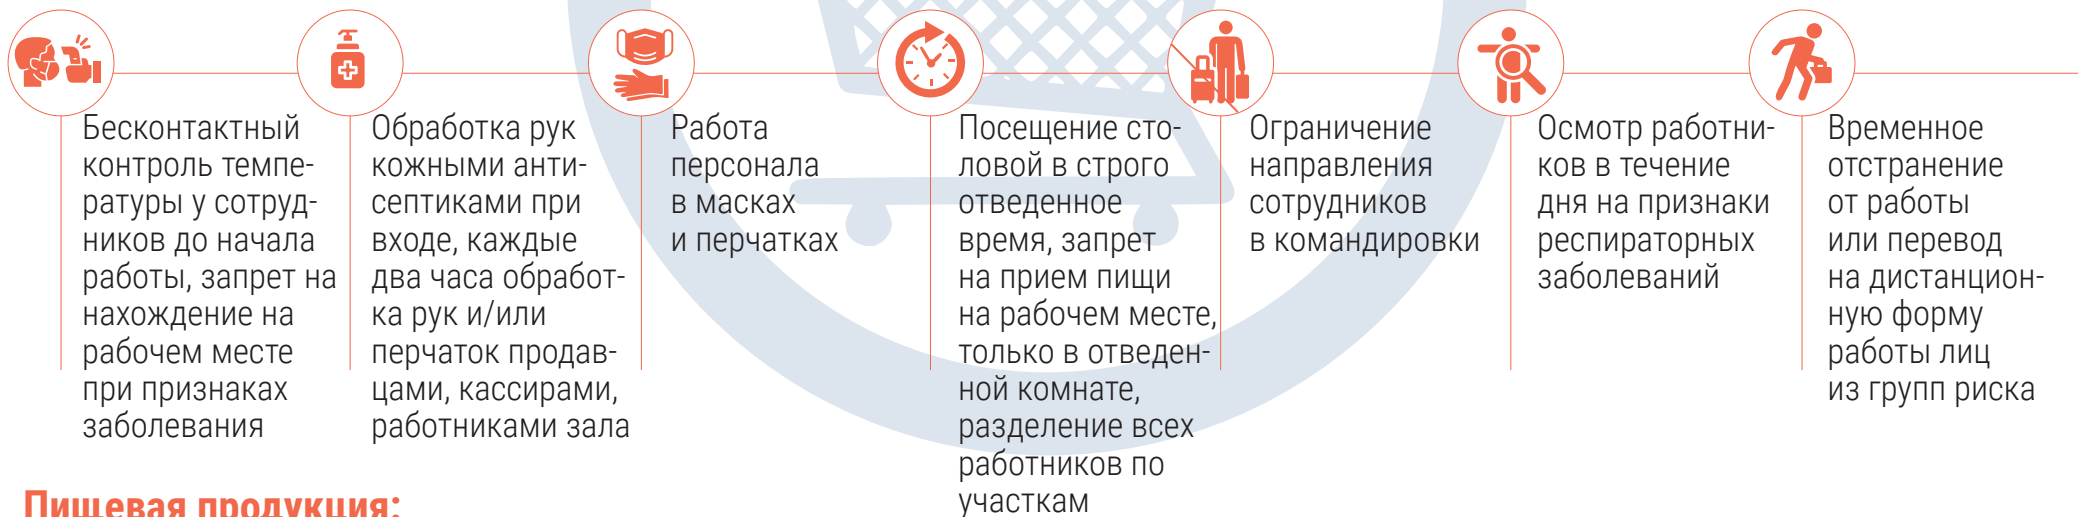 Бесконтактный
контроль темпе-
ратуры у сотруд-
ников до начала
работы, запрет на
нахождение на
рабочем месте
при признаках
заболевания
Обработка рук
кожными анти-
септиками при
входе, каждые
два часа обработ-
ка рук и/или
перчаток продав-
цами, кассирами,
работниками зала
Работа
персонала
в масках
и перчатках
Посещение сто-
ловой в строго
отведенное
время, запрет
на прием пищи
на рабочем месте,
только в отведен-
ной комнате,
разделение всех
работников по
участкам
Ограничение
направления
сотрудников
в командировки
Осмотр работни-
ков в течение
дня на признаки
респираторных
заболеваний
Временное
отстранение
от работы
или перевод
на дистанцион-
ную форму
работы лиц
из групп риска
Пищевая продукция: